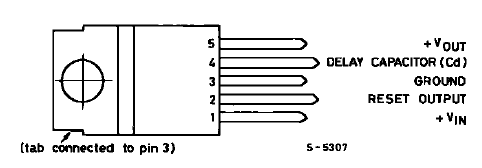 5 +VOUT
4 DELAY CAPACITOR (Cd)
3 GROUND
2 RESET OUTPUT
1 +VIN
(tab connected to pin 3)
S-5307